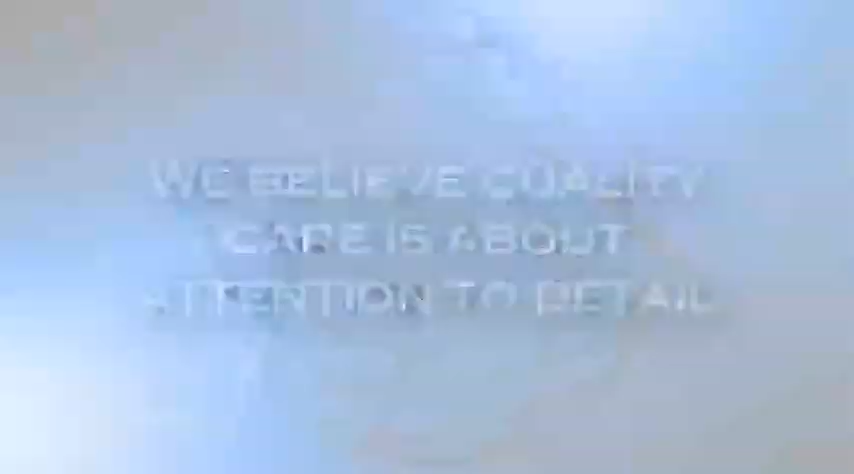 WE BELIEVE QUALITY
CARE IS ABOUT
ATTENTION TO DETAIL